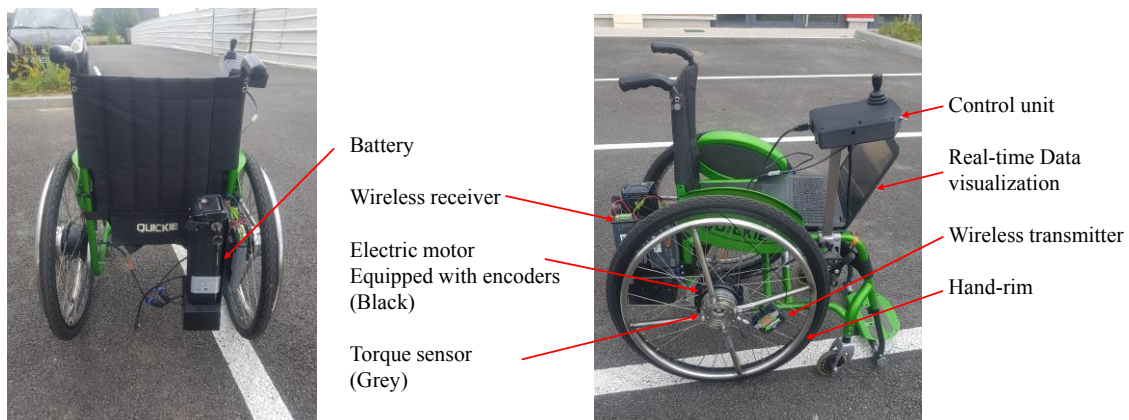 QUICKIE
Battery
Wireless receiver
Electric motor
Equipped with encoders
(Black)
Torque sensor
(Grey)
QUICKIE
Control unit
Real-time Data
visualization
Wireless transmitter
Hand-rim